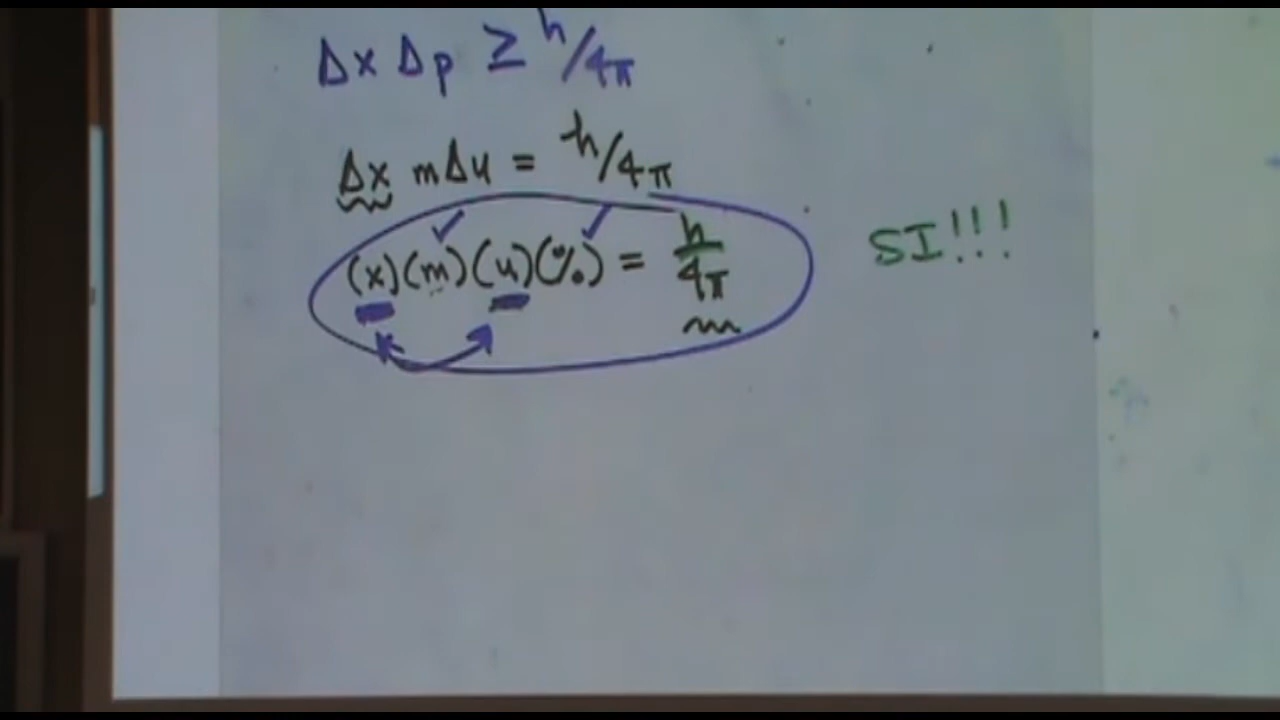 Δx Δp ≥ h/4π
Δx mΔu = h/4π
(x)(m)(u)(%) = h/4π
SI!!!